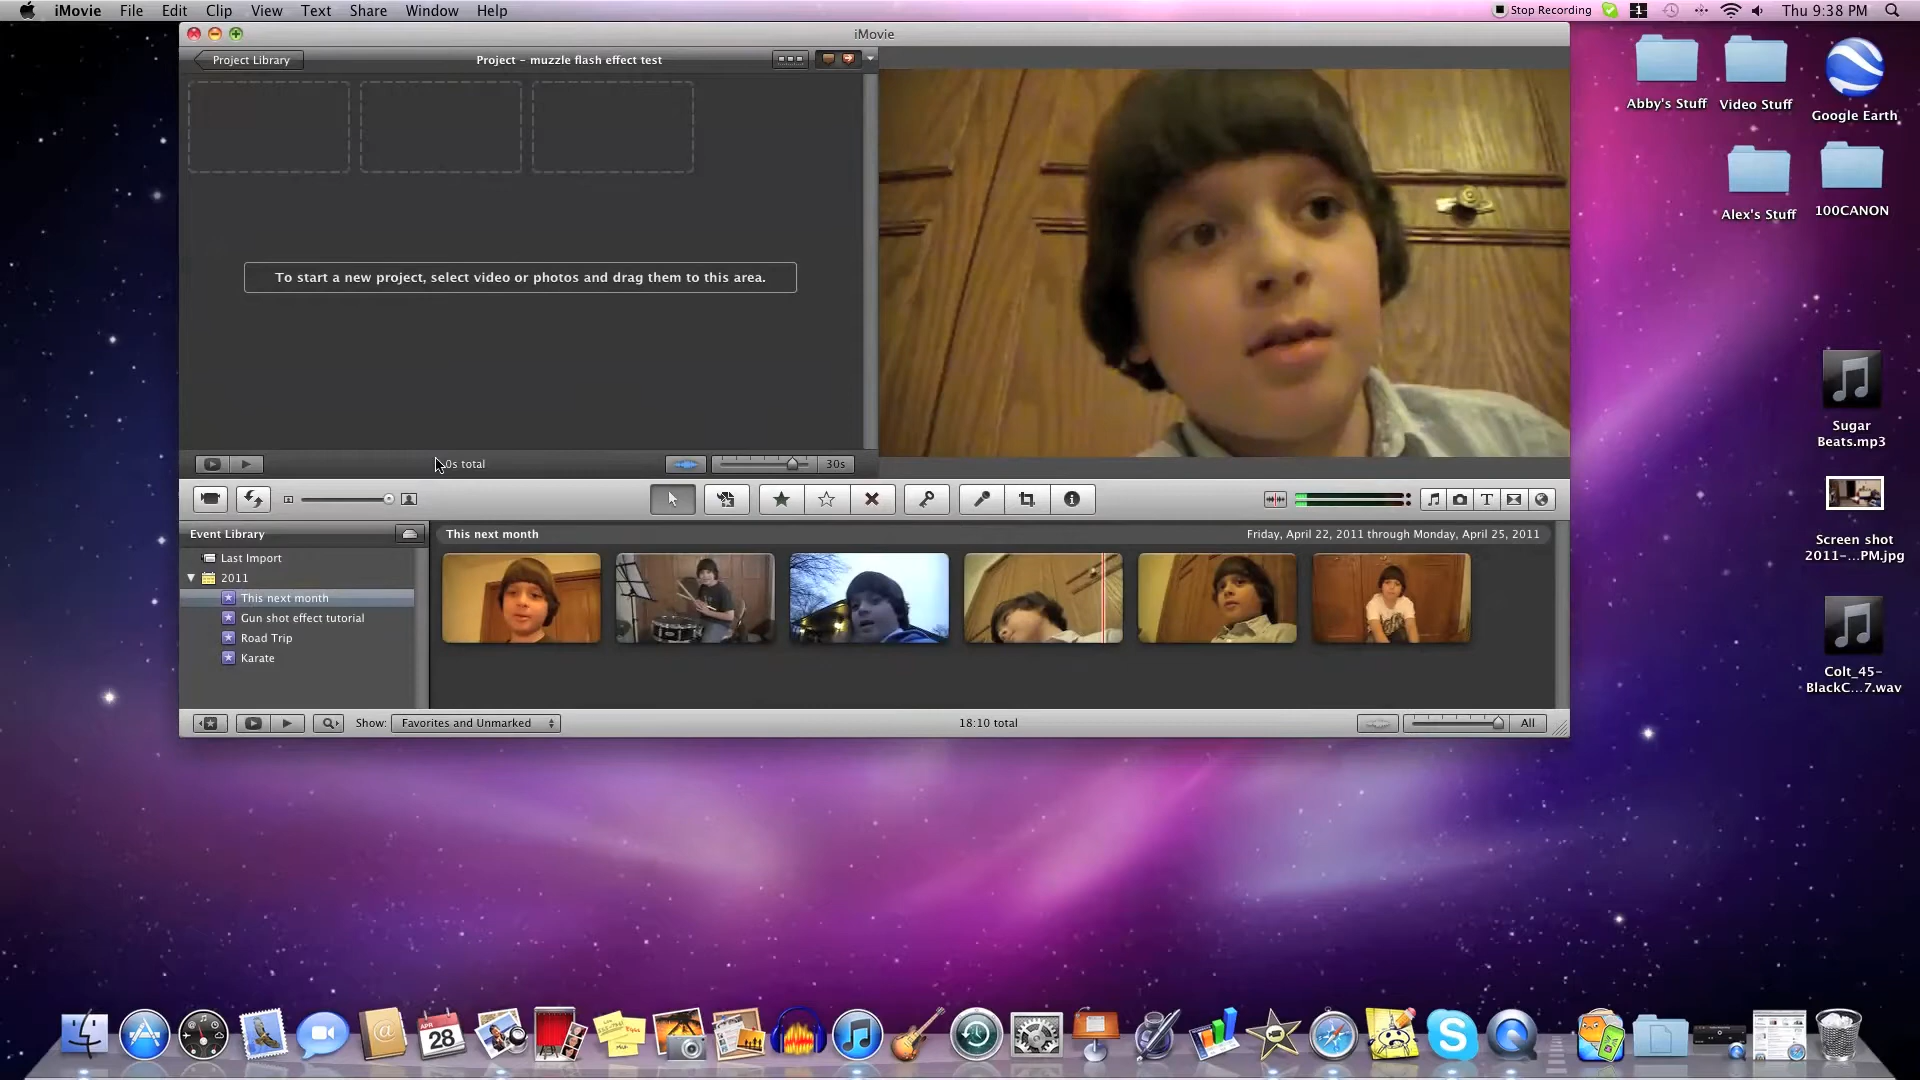 iMovie File Edit Clip View Text Share Window Help
Stop Recording 1 Thu 9:38 PM
iMovie
Project Library
Project – muzzle flash effect test
To start a new project, select video or photos and drag them to this area.
0s total
30s
Event Library
Last Import
2011
This next month
Gun shot effect tutorial
Road Trip
Karate
This next month
Friday, April 22, 2011 through Monday, April 25, 2011
Show: Favorites and Unmarked
18:10 total
All
Abby's Stuff
Video Stuff
Google Earth
Alex's Stuff
100CANON
Sugar
Beats.mp3
Screen shot
2011-...PM.jpg
Colt_45-
BlackC...7.wav
APR
28